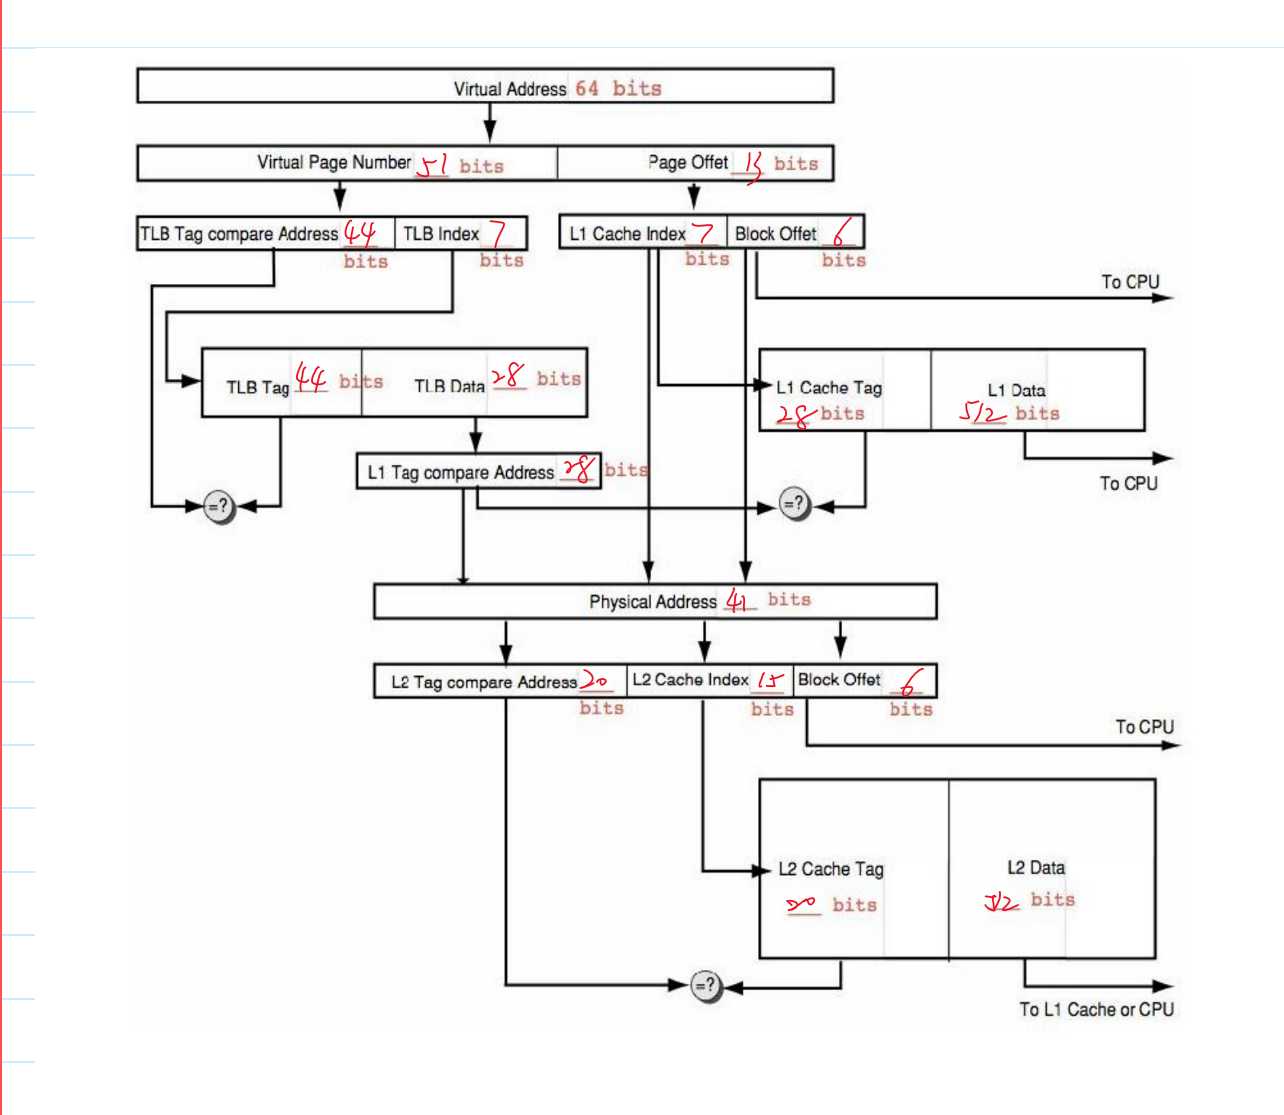 Virtual Address 64 bits
Virtual Page Number 51 bits Page Offet 13 bits
TLB Tag compare Address 44 bits TLB Index 7 bits L1 Cache Index 7 bits Block Offet 6 bits
To CPU
TLB Tag 44 bits TLB Data 28 bits
L1 Cache Tag 28 bits L1 Data 512 bits
L1 Tag compare Address 28 bits
To CPU
=? =?
Physical Address 41 bits
L2 Tag compare Address 20 bits L2 Cache Index 15 bits Block Offet 6 bits
To CPU
L2 Cache Tag 20 bits L2 Data 512 bits
=?
To L1 Cache or CPU